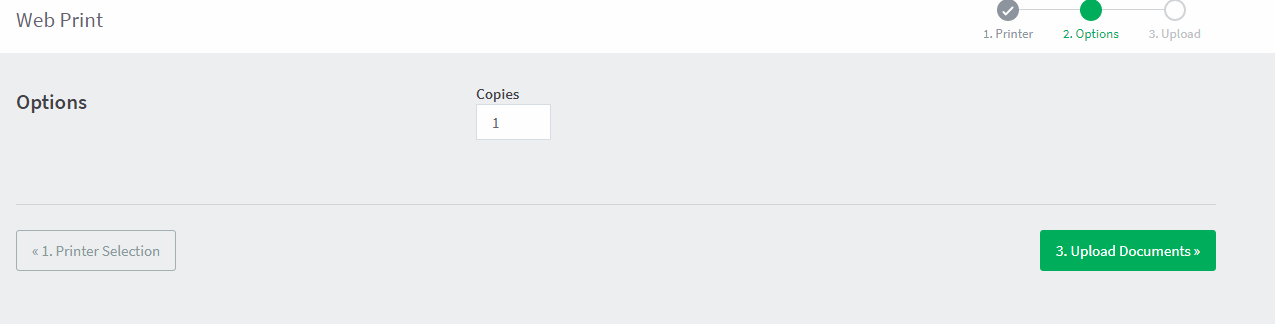 Web Print
1. Printer
2. Options
3. Upload
Options
Copies
1
« 1. Printer Selection
3. Upload Documents »